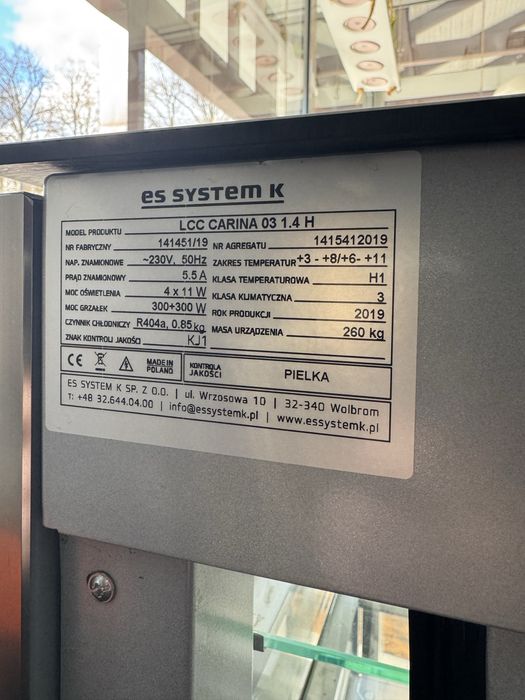 es system k
MODEL PRODUKTU LCC CARINA 03 1.4 H
NR FABRYCZNY 141451/19 NR AGREGATU 1415412019
NAP. ZNAMIONOWE ~230V, 50Hz ZAKRES TEMPERATUR +3 - +8/+6- +11
PRĄD ZNAMIONOWY 5.5 A KLASA TEMPERATUROWA H1
MOC OŚWIETLENIA 4 x 11 W KLASA KLIMATYCZNA 3
MOC GRZAŁEK 300+300 W ROK PRODUKCJI 2019
CZYNNIK CHŁODNICZY R404a, 0.85 kg MASA URZĄDZENIA 260 kg
ZNAK KONTROLI JAKOŚCI KJ1
CE MADE IN POLAND KONTROLA JAKOŚCI PIELKA
ES SYSTEM K SP. Z O.O. | ul. Wrzosowa 10 | 32-340 Wolbrom
T: +48 32.644.04.00 | info@essystemk.pl | www.essystemk.pl